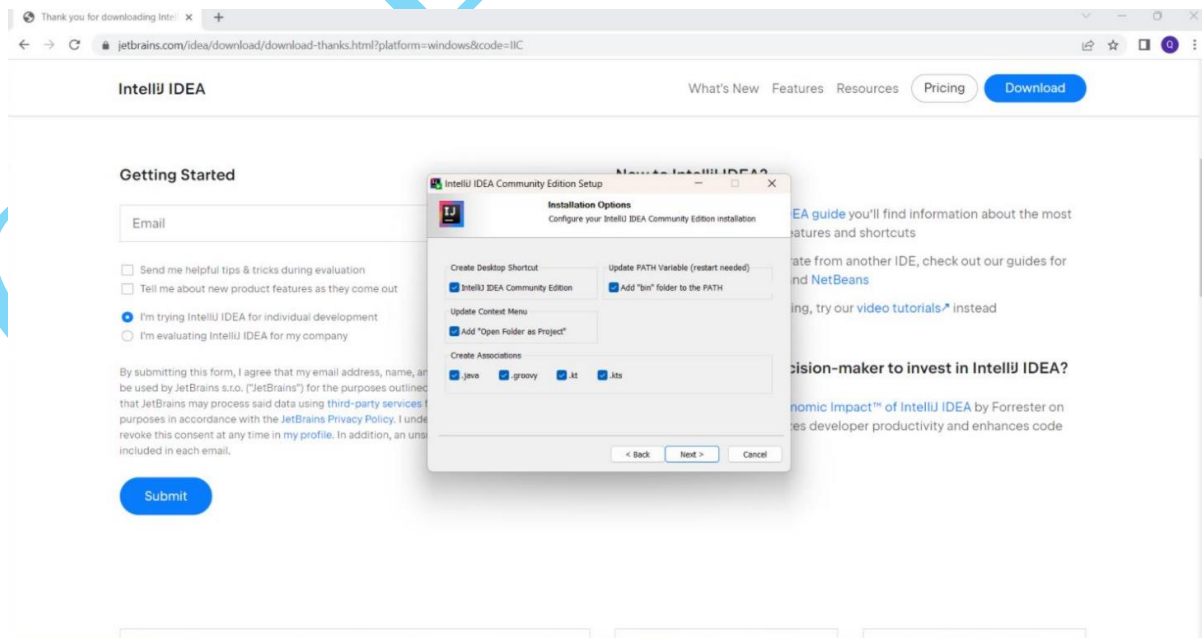 Thank you for downloading Intel
jetbrains.com/idea/download/download-thanks.html?platform=windows&code=IIC
Q
IntelliJ IDEA
What's New Features Resources Pricing Download
Getting Started
Email
Send me helpful tips & tricks during evaluation
Tell me about new product features as they come out
I'm trying IntelliJ IDEA for individual development
I'm evaluating IntelliJ IDEA for my company
By submitting this form, I agree that my email address, name,
be used by JetBrains s.r.o. ("JetBrains") for the purposes outlined
that JetBrains may process said data using third-party services
purposes in accordance with the JetBrains Privacy Policy. I
revoke this consent at any time in my profile. In addition, an
included in each email.
Submit
IntelliJ IDEA Community Edition Setup
IJ
Installation Options
Configure your IntelliJ IDEA Community Edition installation
Create Desktop Shortcut
IntelliJ IDEA Community Edition
Update PATH Variable (restart needed)
Add "bin" folder to the PATH
Update Context Menu
Add "Open Folder as Project"
Create Associations
.java .groovy .kt .kts
< Back Next > Cancel
New to IntelliJ IDEA?
EA guide you'll find information about the most
eatures and shortcuts
rate from another IDE, check out our guides for
nd NetBeans
ing, try our video tutorials↗ instead
cision-maker to invest in IntelliJ IDEA?
nomic Impact™ of IntelliJ IDEA by Forrester on
es developer productivity and enhances code